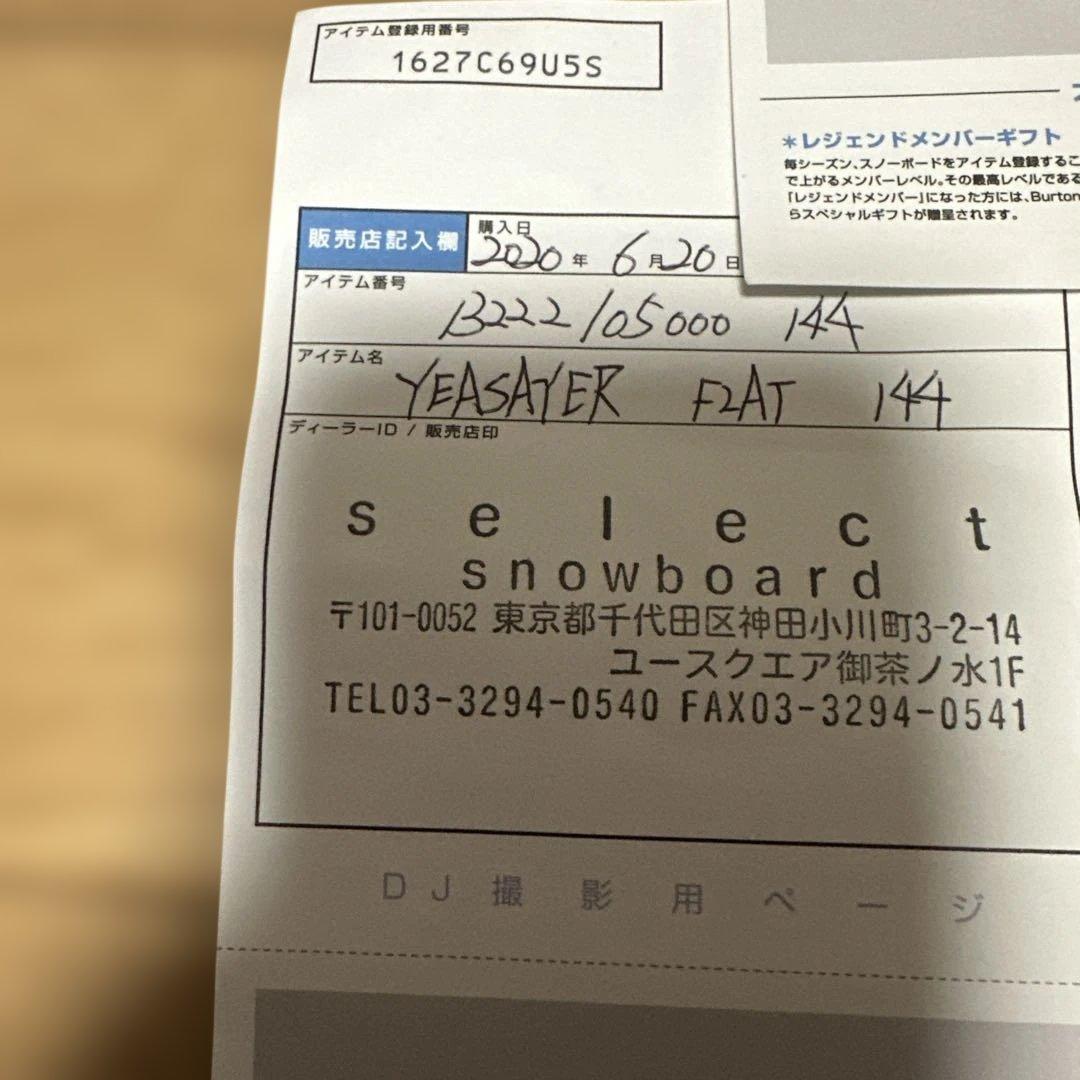 アイテム登録用番号
1627C69U5S
*レジェンドメンバーギフト
毎シーズン、スノーボードをアイテム登録するこ
で上がるメンバーレベル。その最高レベルである
「レジェンドメンバー」になった方には、Burton
らスペシャルギフトが贈呈されます。
販売店記入欄
購入日
2020年 6月20日
アイテム番号
13222105000 144
アイテム名
YEASAYER FLAT 144
ディーラーID / 販売店印
select
snowboard
〒101-0052 東京都千代田区神田小川町3-2-14
ユースクエア御茶ノ水1F
TEL03-3294-0540 FAX03-3294-0541
DJ撮影用ページ